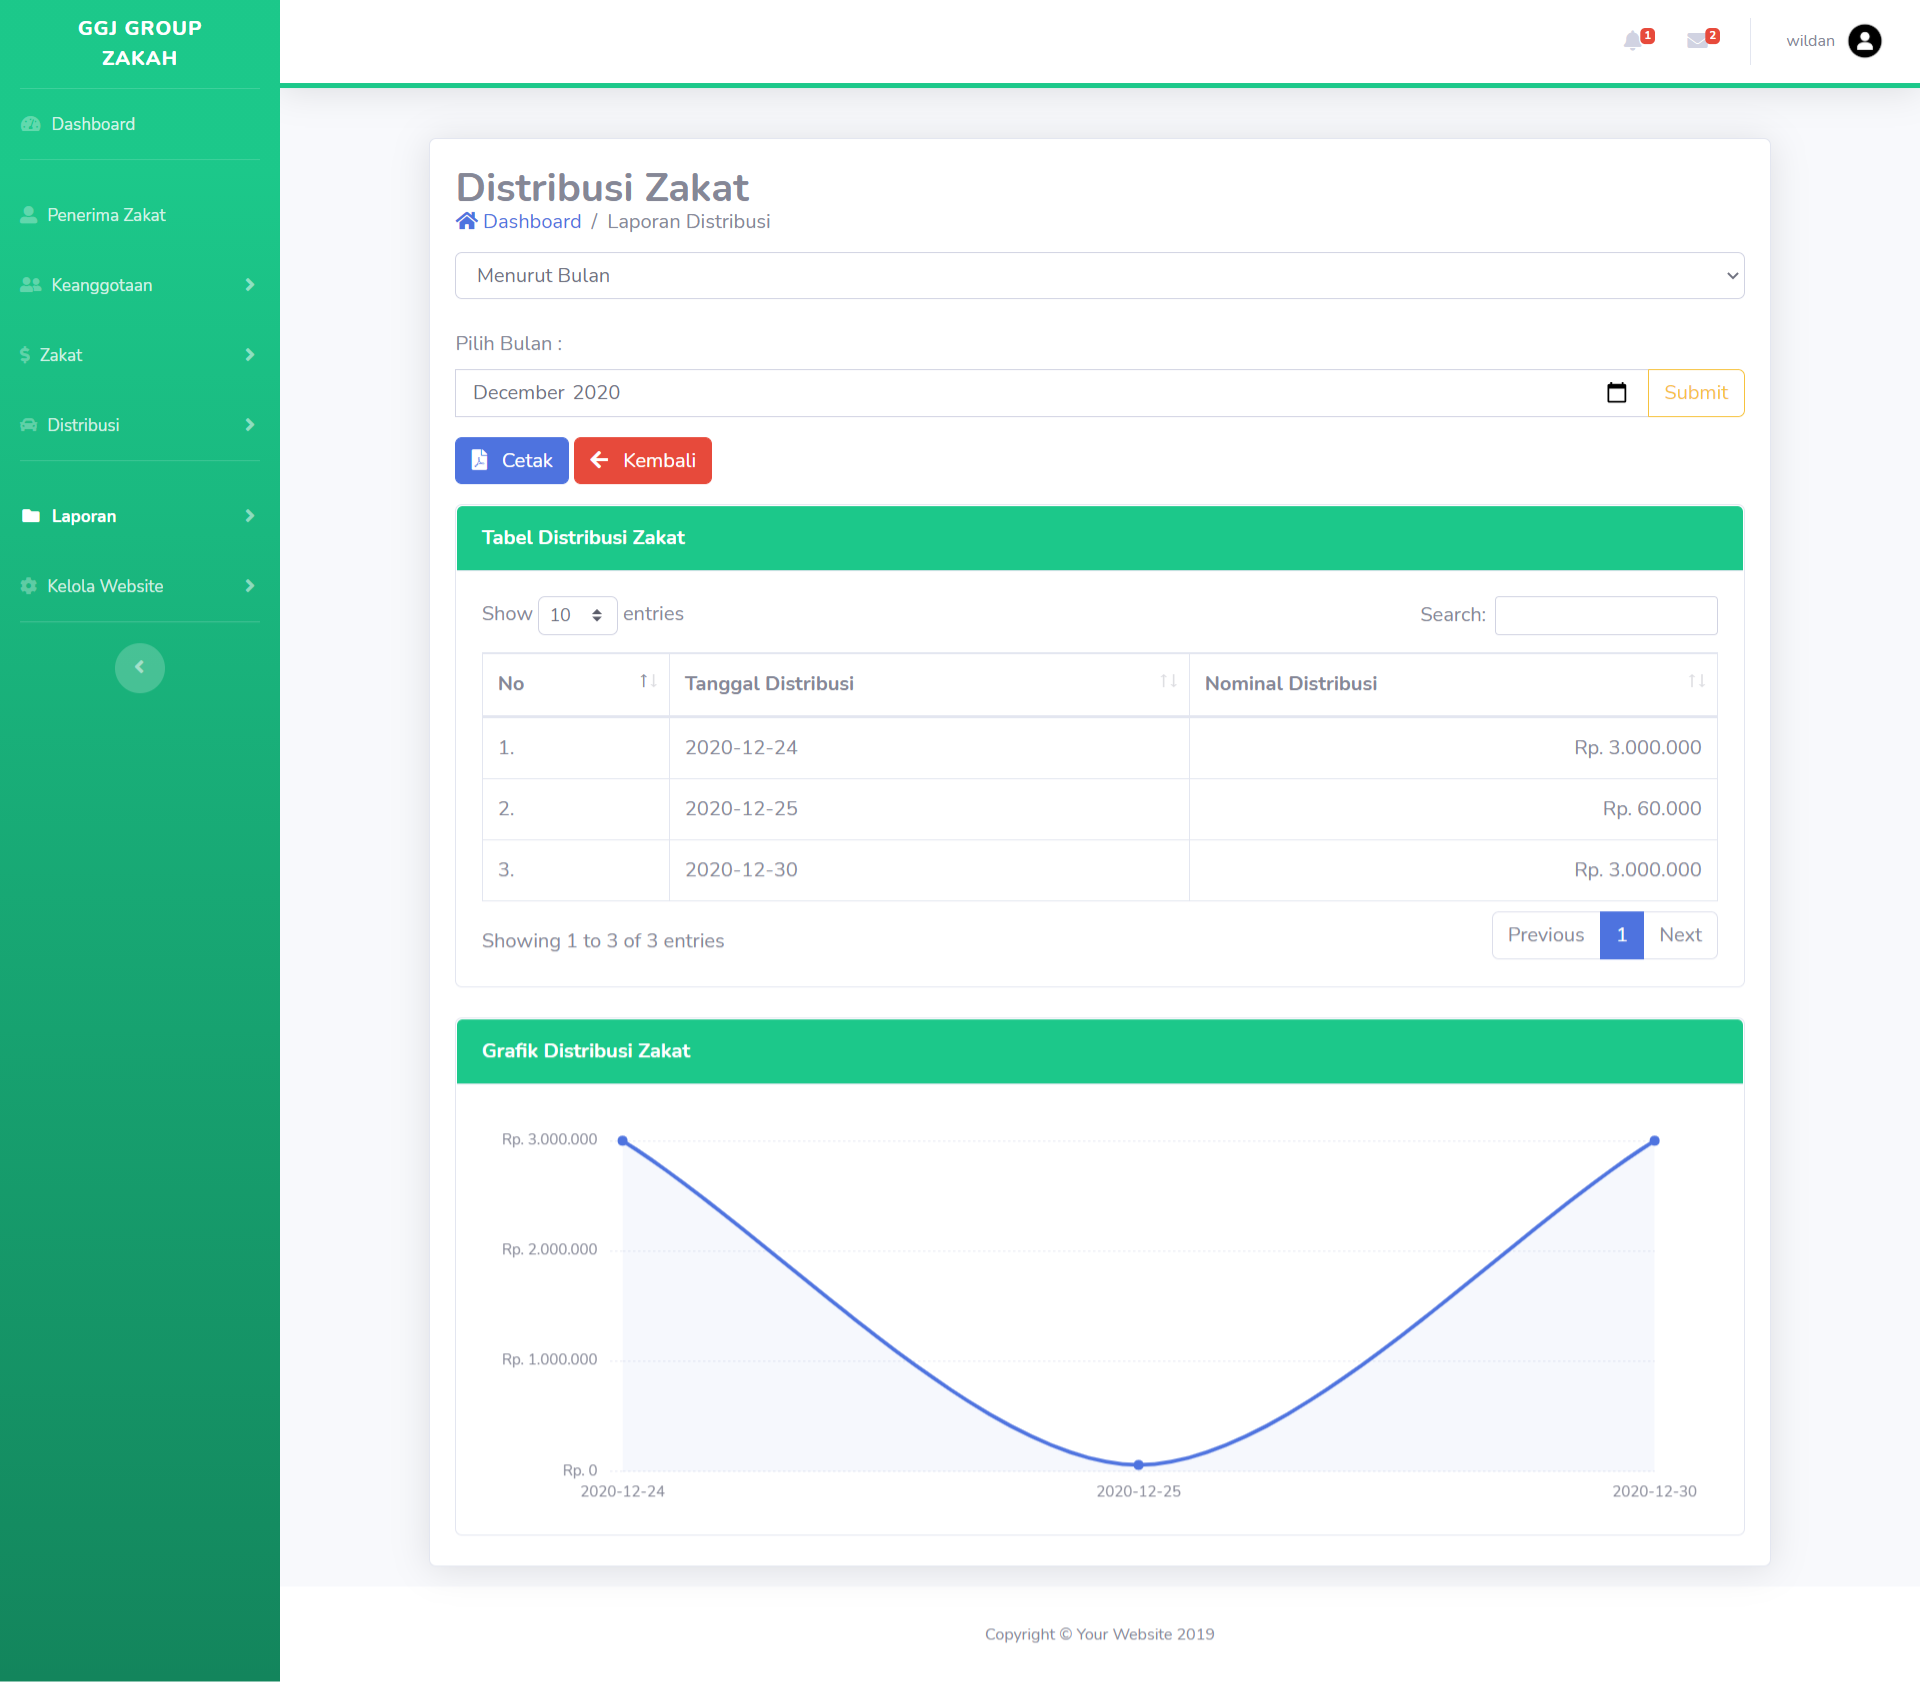 GGJ GROUP
ZAKAH
Dashboard
Penerima Zakat
Keanggotaan
Zakat
Distribusi
Laporan
Kelola Website
1
2
wildan
Distribusi Zakat
Dashboard / Laporan Distribusi
Menurut Bulan
Pilih Bulan :
December 2020
Submit
Cetak
Kembali
Tabel Distribusi Zakat
Show 10 entries
Search:
No
Tanggal Distribusi
Nominal Distribusi
1. 2020-12-24 Rp. 3.000.000
2. 2020-12-25 Rp. 60.000
3. 2020-12-30 Rp. 3.000.000
Showing 1 to 3 of 3 entries
Previous 1 Next
Grafik Distribusi Zakat
Rp. 3.000.000
Rp. 2.000.000
Rp. 1.000.000
Rp. 0
2020-12-24 2020-12-25 2020-12-30
Copyright © Your Website 2019